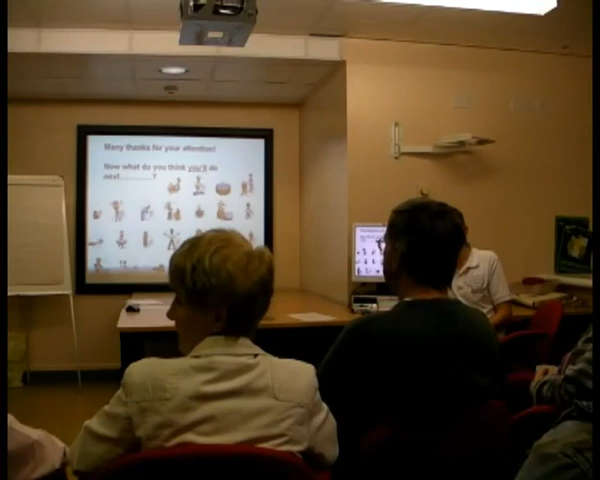 Many thanks for your attention!
Now what do you think you'll do
next..............?